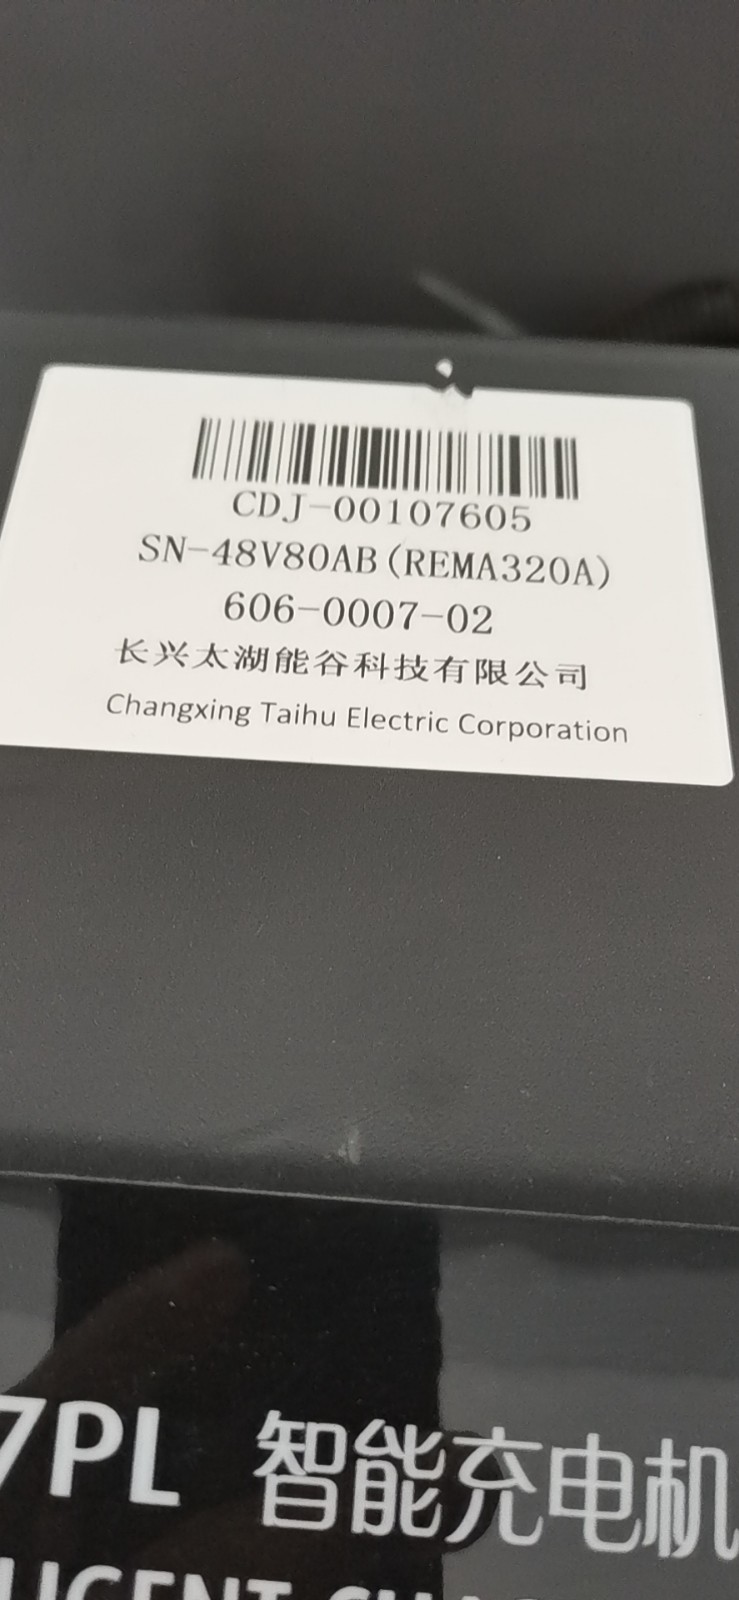 CDJ-00107605
SN-48V80AB(REMA320A)
606-0007-02
长兴太湖能谷科技有限公司
Changxing Taihu Electric Corporation
7PL 智能充电机